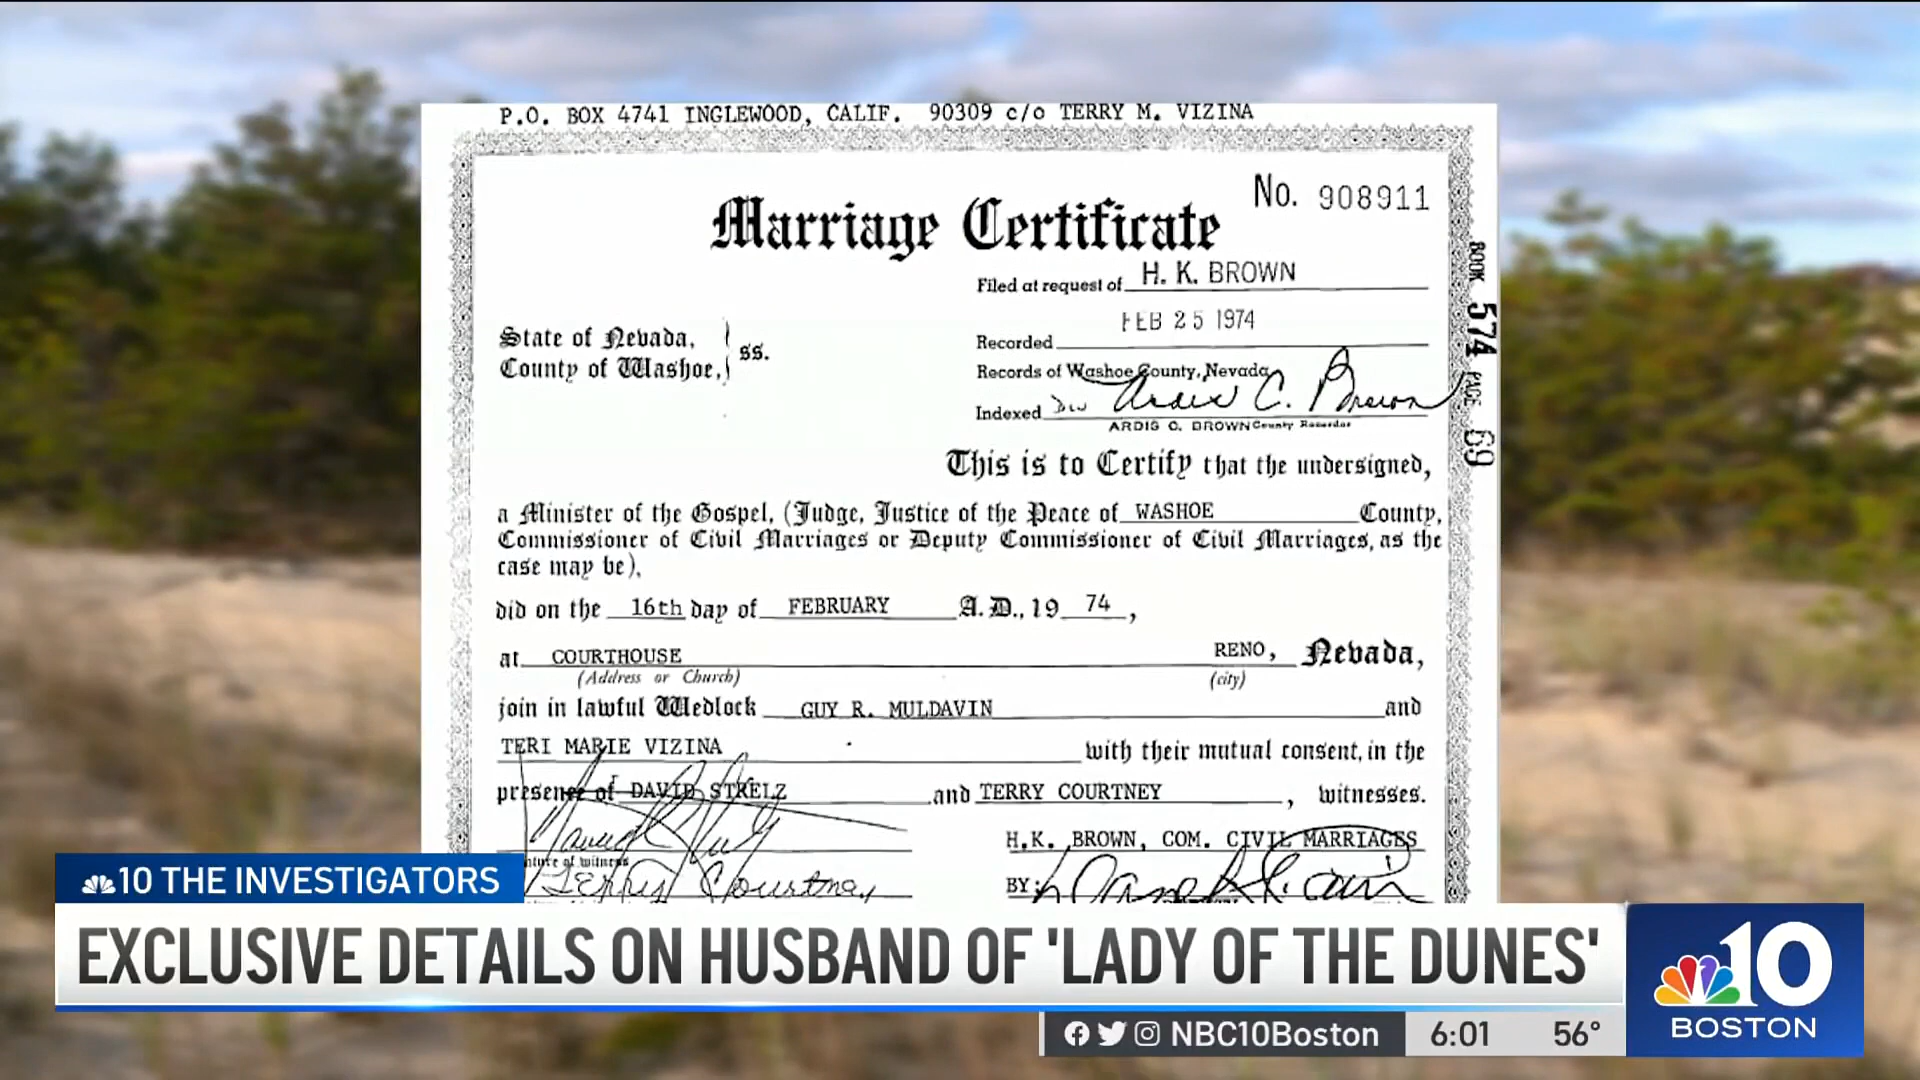 P.O. BOX 4741 INGLEWOOD, CALIF. 90309 c/o TERRY M. VIZINA
No. 908911
Marriage Certificate
Filed at request of H. K. BROWN
FEB 25 1974
State of Nevada,
County of Washoe, ss.
Recorded
Records of Washoe County, Nevada
Indexed Ardis C. Brown
ARDIS C. BROWN County Recorder
BOOK 574 PAGE 69
This is to Certify that the undersigned,
a Minister of the Gospel, (Judge, Justice of the Peace of WASHOE County,
Commissioner of Civil Marriages or Deputy Commissioner of Civil Marriages, as the
case may be),
did on the 16th day of FEBRUARY A. D., 19 74,
at COURTHOUSE RENO, Nevada,
(Address or Church) (city)
join in lawful Wedlock GUY R. MULDAVIN and
TERI MARIE VIZINA with their mutual consent, in the
presence of DAVID STRELZ and TERRY COURTNEY, witnesses.
H.K. BROWN, COM. CIVIL MARRIAGES
of witness
Terry Courtney
BY:
10 THE INVESTIGATORS
EXCLUSIVE DETAILS ON HUSBAND OF 'LADY OF THE DUNES'
10
BOSTON
NBC10Boston 6:01 56°